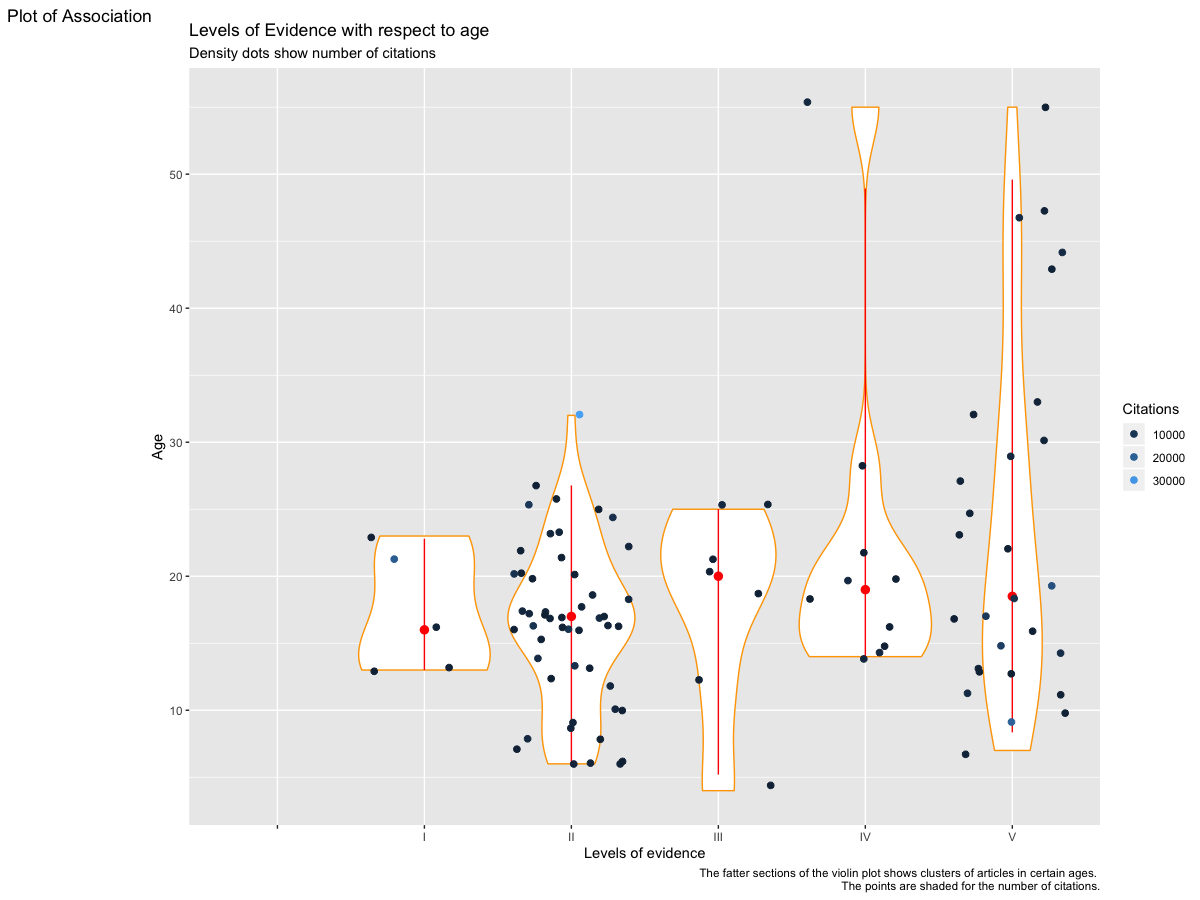 Plot of Association
Levels of Evidence with respect to age
Density dots show number of citations
50
40
30
20
10
Age
I II III IV V
Levels of evidence
Citations
10000
20000
30000
The fatter sections of the violin plot shows clusters of articles in certain ages.
The points are shaded for the number of citations.